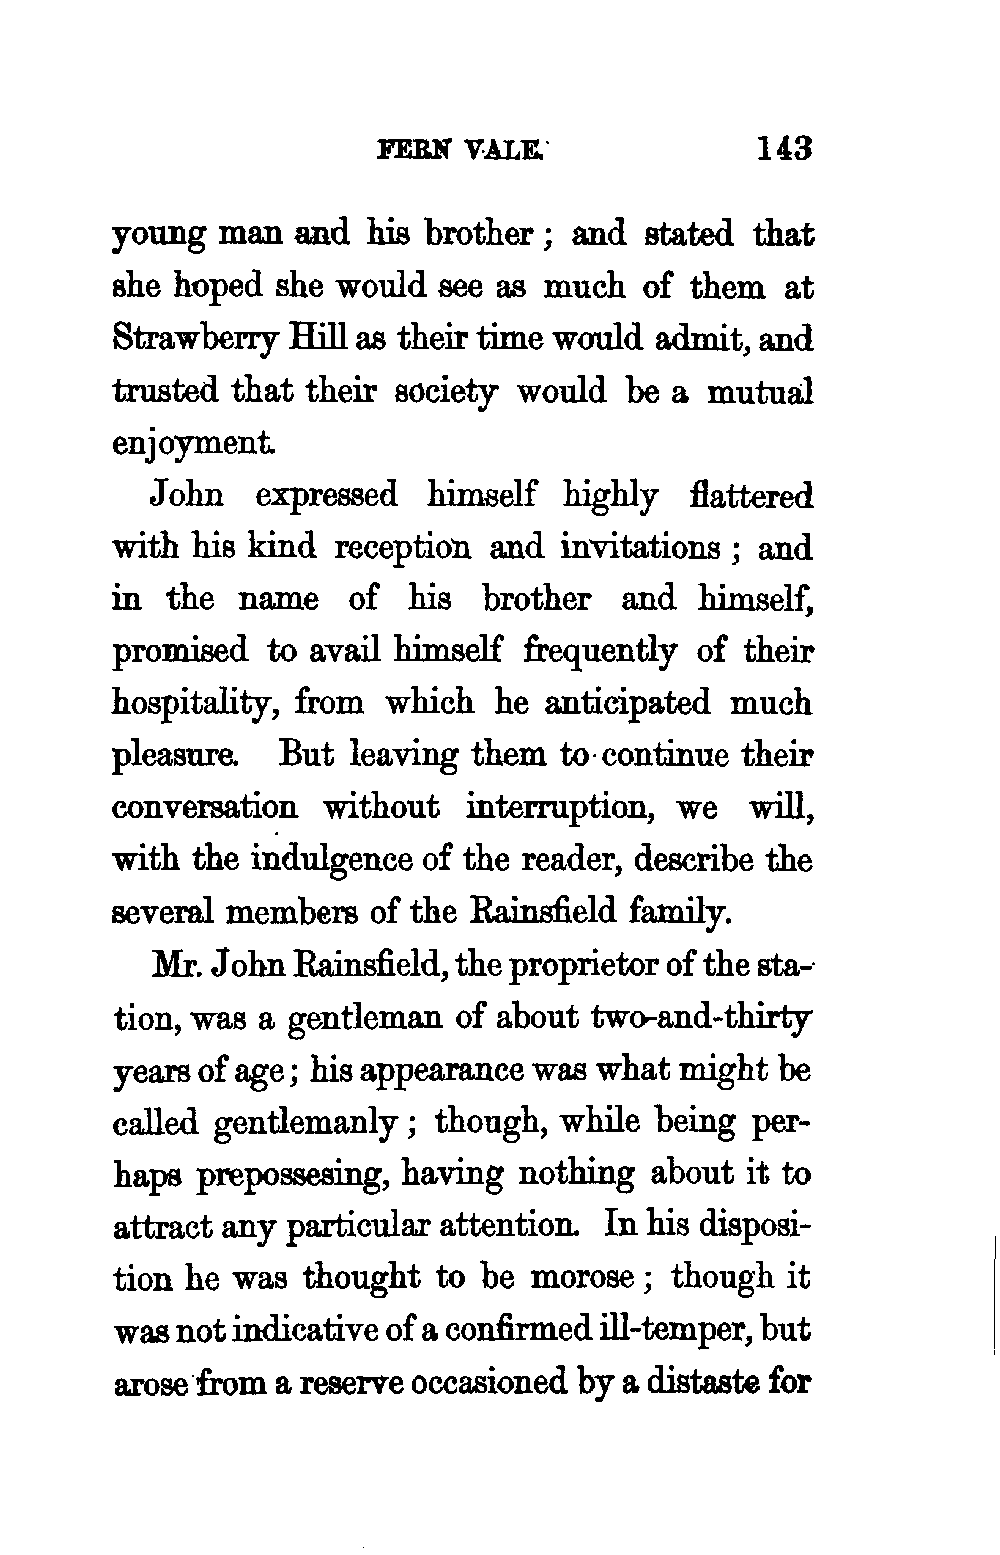 FERN VALE. 143
young man and his brother ; and stated that
she hoped she would see as much of them at
Strawberry Hill as their time would admit, and
trusted that their society would be a mutual
enjoyment.
John expressed himself highly flattered
with his kind reception and invitations ; and
in the name of his brother and himself,
promised to avail himself frequently of their
hospitality, from which he anticipated much
pleasure. But leaving them to continue their
conversation without interruption, we will,
with the indulgence of the reader, describe the
several members of the Rainsfield family.
Mr. John Rainsfield, the proprietor of the sta-
tion, was a gentleman of about two-and-thirty
years of age ; his appearance was what might be
called gentlemanly ; though, while being per-
haps prepossesing, having nothing about it to
attract any particular attention. In his disposi-
tion he was thought to be morose ; though it
was not indicative of a confirmed ill-temper, but
arose from a reserve occasioned by a distaste for